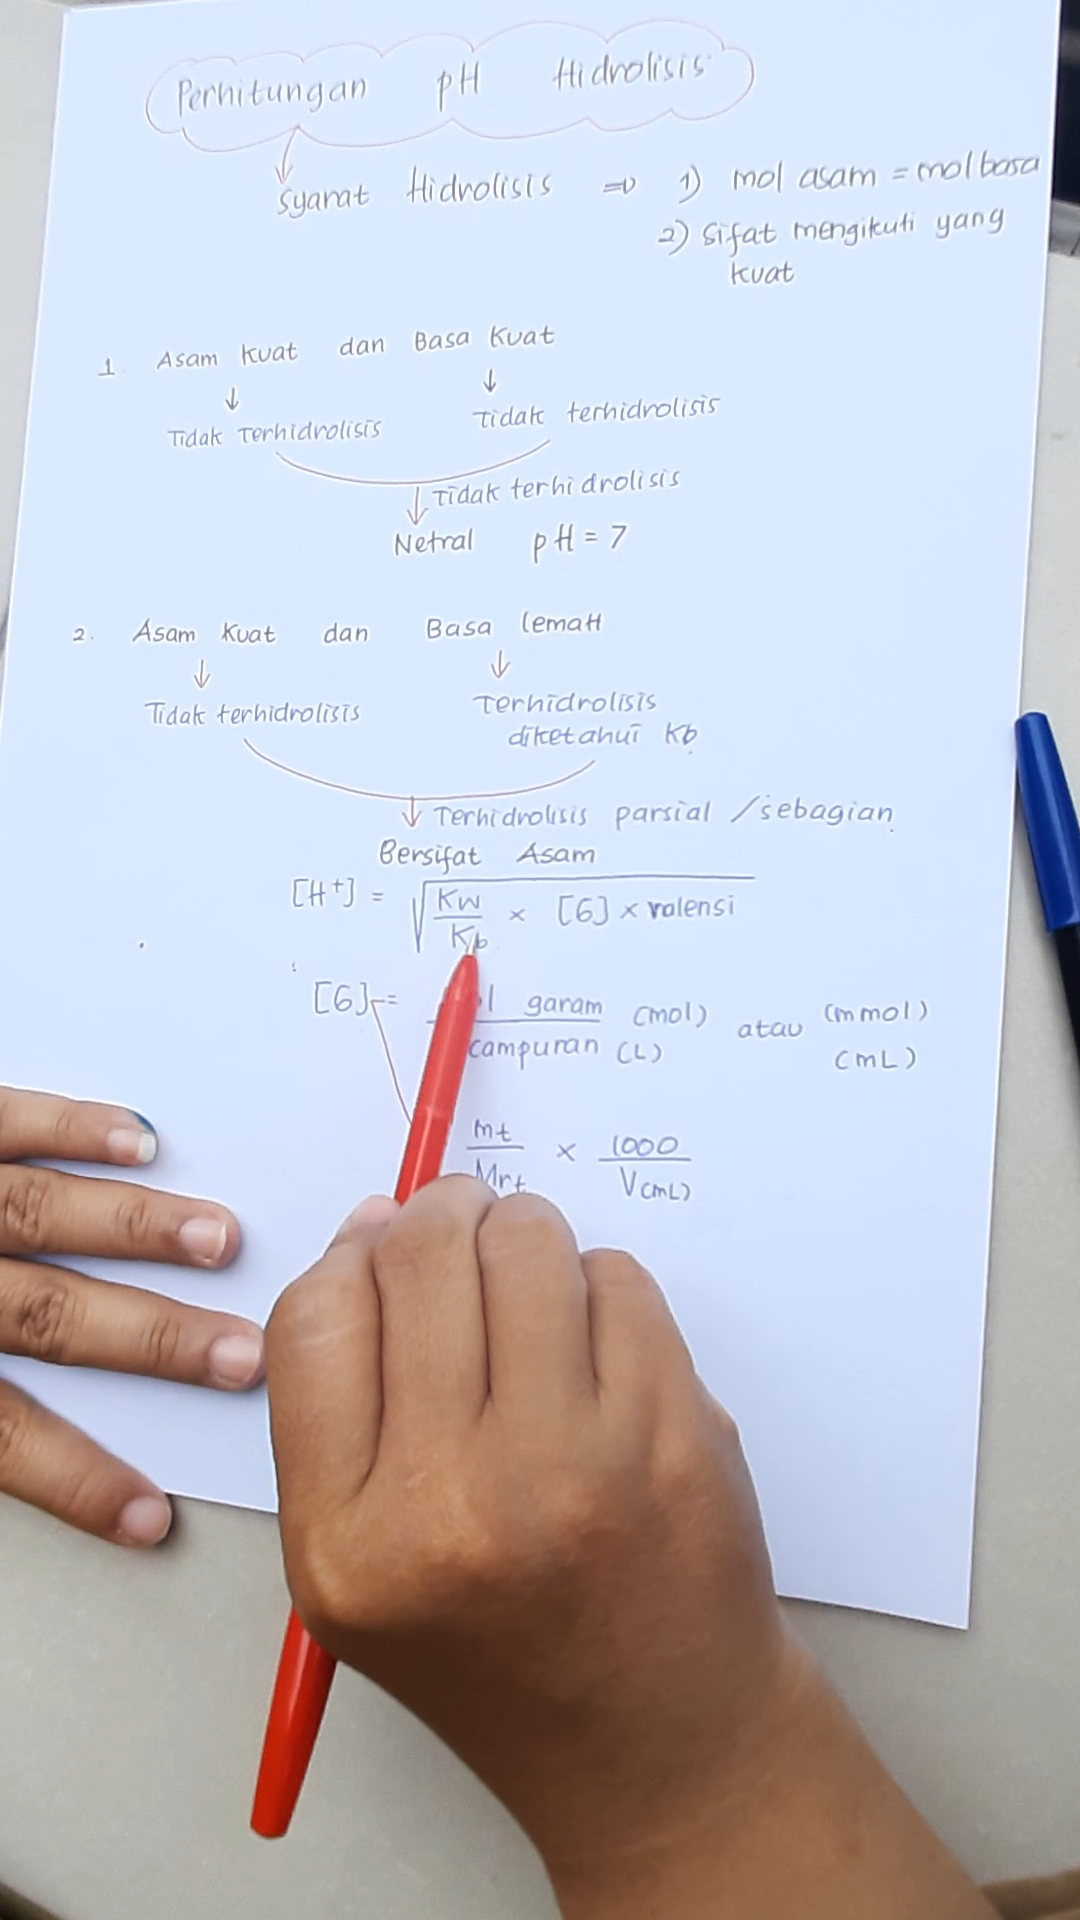 Perhitungan pH Hidrolisis
Syarat Hidrolisis => 1) mol asam = mol basa
2) Sifat mengikuti yang
kuat
1. Asam kuat dan Basa Kuat
↓ ↓
Tidak Terhidrolisis Tidak terhidrolisis
↓ Tidak terhidrolisis
Netral pH = 7
2. Asam Kuat dan Basa lemah
↓ ↓
Tidak terhidrolisis Terhidrolisis
diketahui Kb
↓ Terhidrolisis parsial / sebagian
Bersifat Asam
[H+] = √ Kw / Kb × [G] × valensi
[G] = garam (mol) atau (mmol)
campuran (L) (mL)
mt / Mrt × 1000 / V(mL)